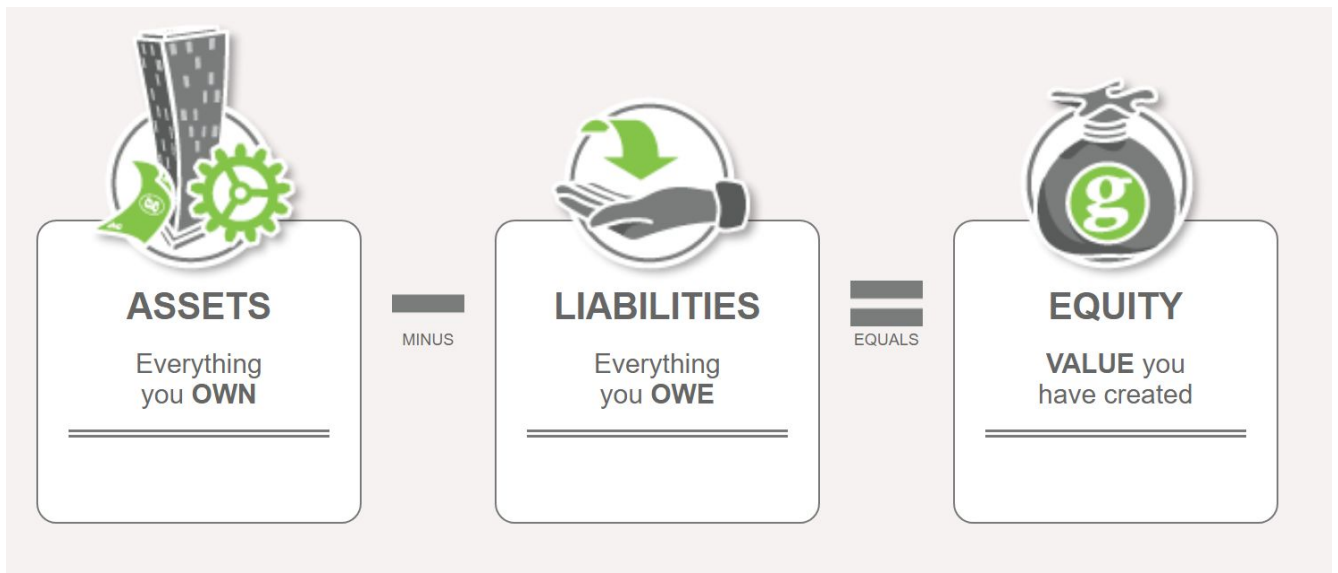 ASSETS
Everything
you OWN
MINUS
LIABILITIES
Everything
you OWE
EQUALS
g
EQUITY
VALUE you
have created